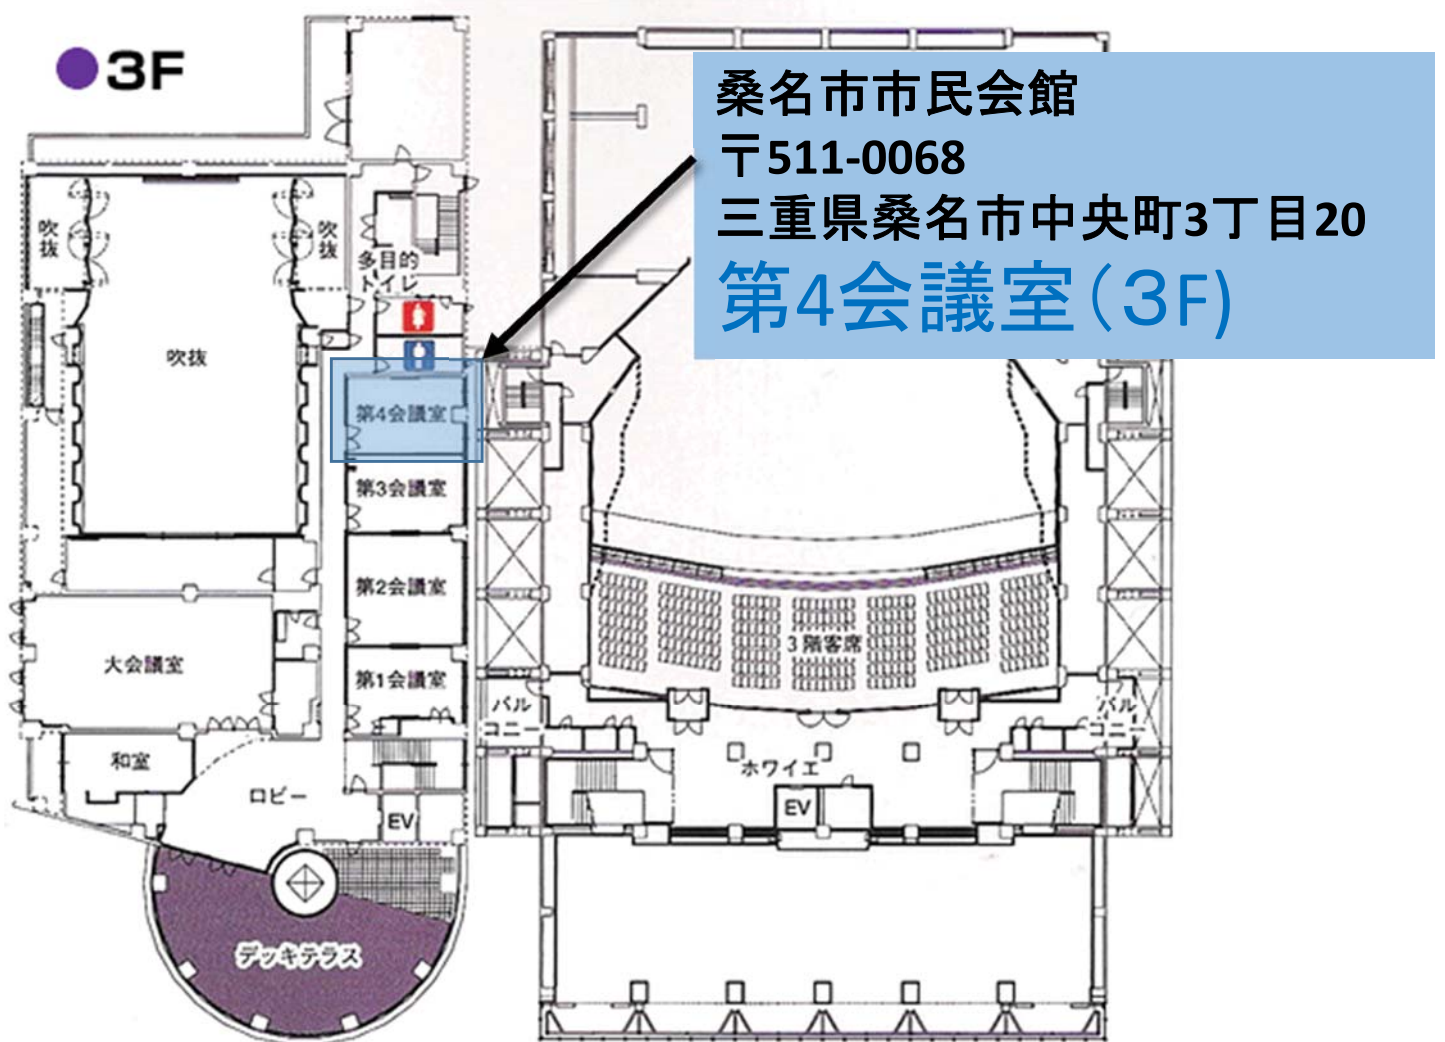 3F
桑名市市民会館
〒511-0068
三重県桑名市中央町3丁目20
第4会議室（３F）
吹抜
吹抜
多目的
トイレ
吹抜
第4会議室
第3会議室
第2会議室
大会議室
第1会議室
3階客席
バル
コニー
バル
コニー
和室
ロビー
EV
ホワイエ
EV
デッキテラス